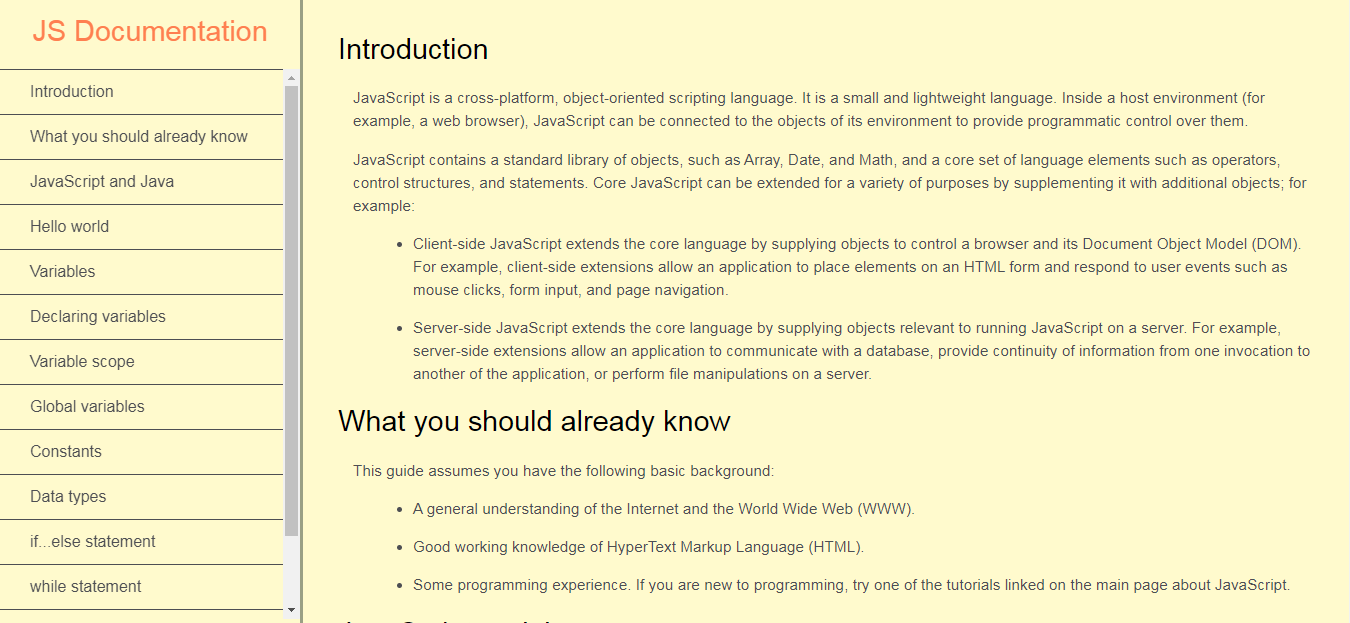 JS Documentation
Introduction
What you should already know
JavaScript and Java
Hello world
Variables
Declaring variables
Variable scope
Global variables
Constants
Data types
if...else statement
while statement
Introduction
JavaScript is a cross-platform, object-oriented scripting language. It is a small and lightweight language. Inside a host environment (for
example, a web browser), JavaScript can be connected to the objects of its environment to provide programmatic control over them.
JavaScript contains a standard library of objects, such as Array, Date, and Math, and a core set of language elements such as operators,
control structures, and statements. Core JavaScript can be extended for a variety of purposes by supplementing it with additional objects; for
example:
• Client-side JavaScript extends the core language by supplying objects to control a browser and its Document Object Model (DOM).
For example, client-side extensions allow an application to place elements on an HTML form and respond to user events such as
mouse clicks, form input, and page navigation.
• Server-side JavaScript extends the core language by supplying objects relevant to running JavaScript on a server. For example,
server-side extensions allow an application to communicate with a database, provide continuity of information from one invocation to
another of the application, or perform file manipulations on a server.
What you should already know
This guide assumes you have the following basic background:
• A general understanding of the Internet and the World Wide Web (WWW).
• Good working knowledge of HyperText Markup Language (HTML).
• Some programming experience. If you are new to programming, try one of the tutorials linked on the main page about JavaScript.